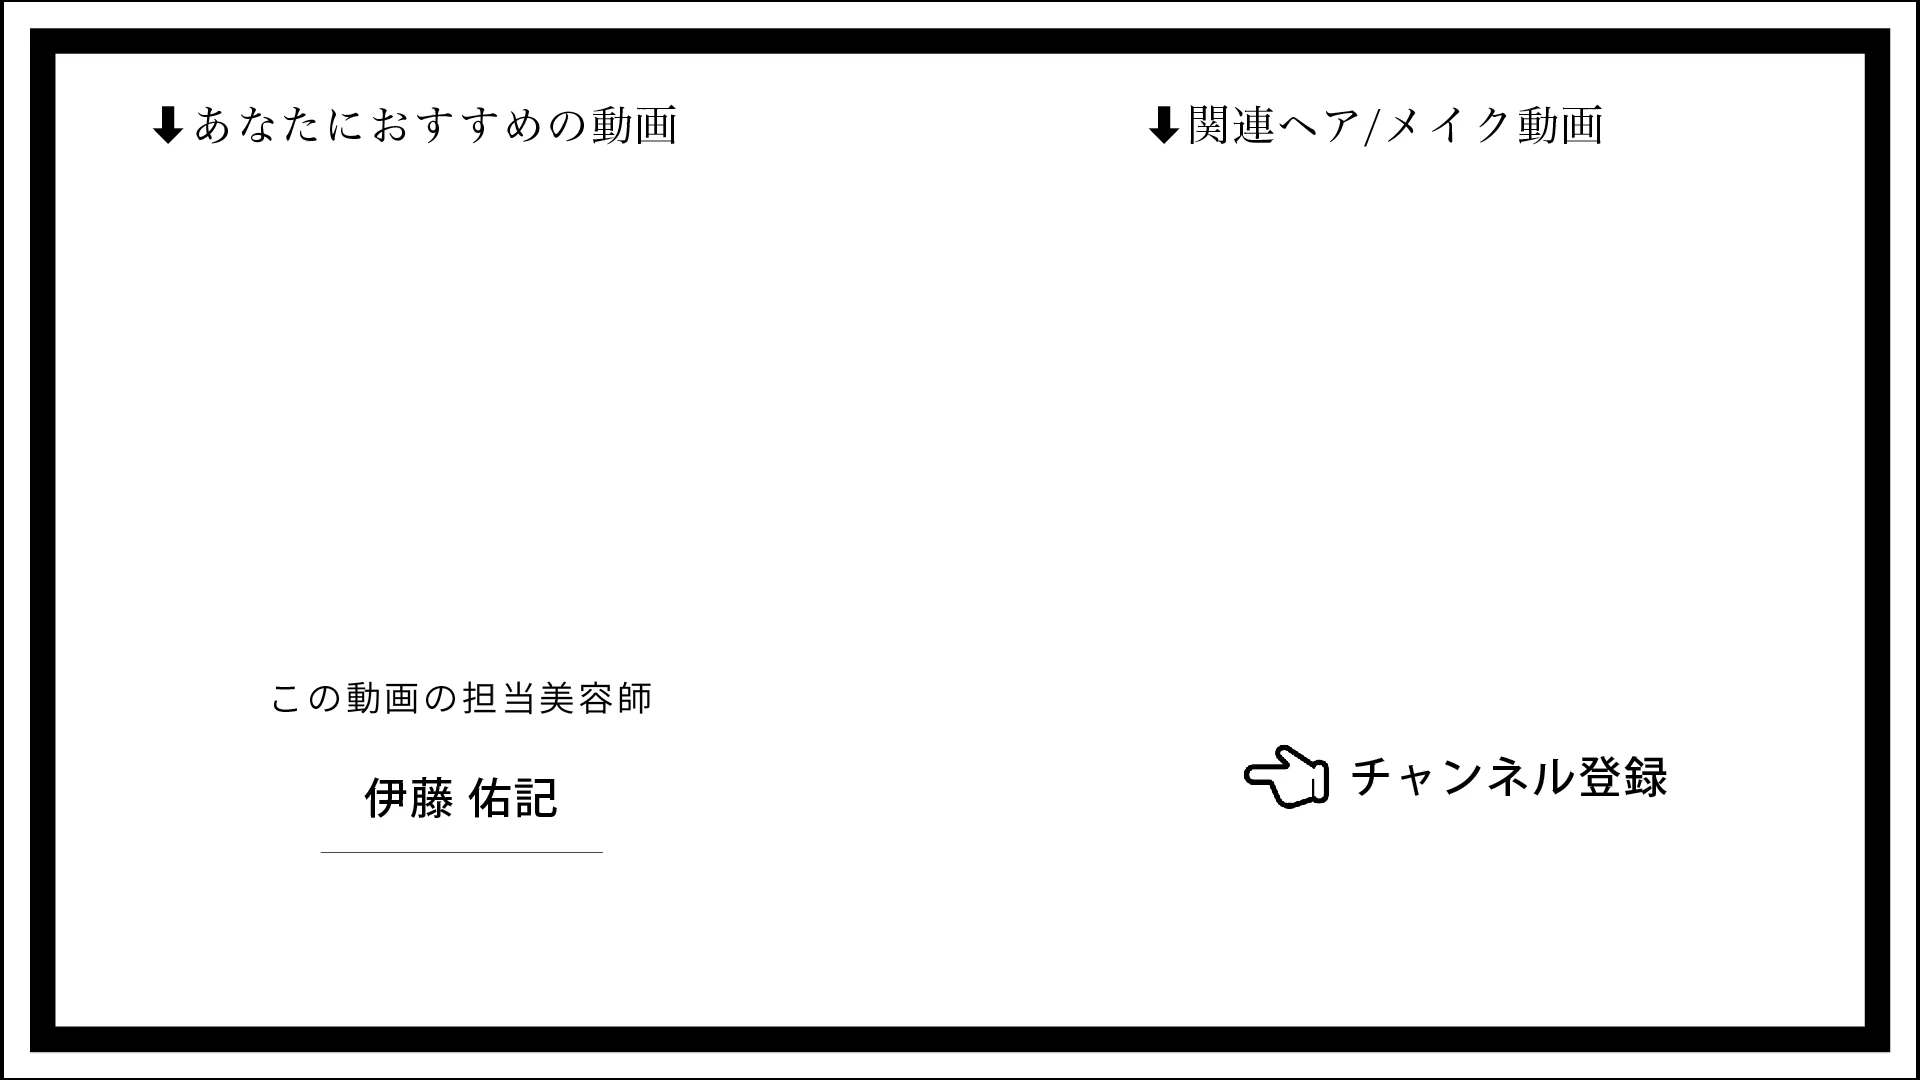 ⬇あなたにおすすめの動画
⬇関連ヘア/メイク動画
この動画の担当美容師
伊藤 佑記
チャンネル登録